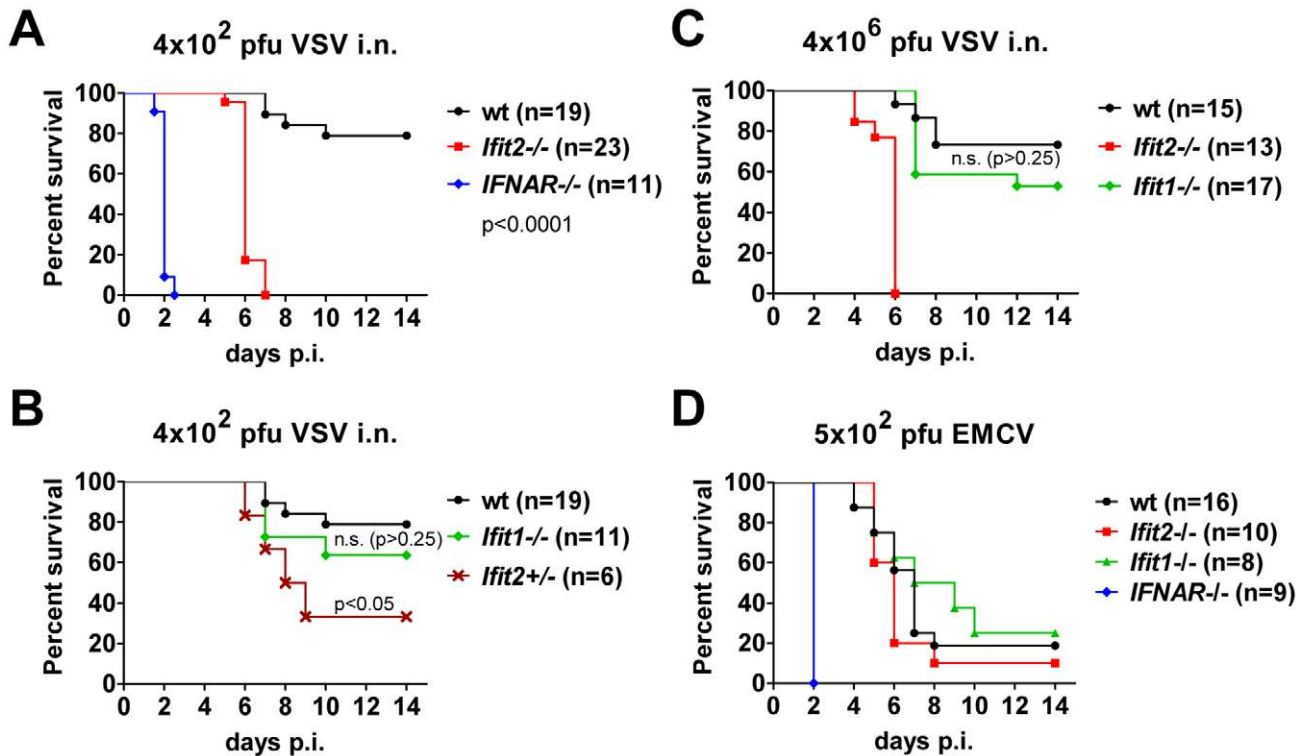 A
4x10² pfu VSV i.n.
Percent survival
100
80
60
40
20
0
0 2 4 6 8 10 12 14
days p.i.
wt (n=19)
Ifit2-/- (n=23)
IFNAR-/- (n=11)
p<0.0001
C
4x10⁶ pfu VSV i.n.
Percent survival
100
80
60
40
20
0
0 2 4 6 8 10 12 14
days p.i.
n.s. (p>0.25)
wt (n=15)
Ifit2-/- (n=13)
Ifit1-/- (n=17)
B
4x10² pfu VSV i.n.
Percent survival
100
80
60
40
20
0
0 2 4 6 8 10 12 14
days p.i.
n.s. (p>0.25)
p<0.05
wt (n=19)
Ifit1-/- (n=11)
Ifit2+/- (n=6)
D
5x10² pfu EMCV
Percent survival
100
80
60
40
20
0
0 2 4 6 8 10 12 14
days p.i.
wt (n=16)
Ifit2-/- (n=10)
Ifit1-/- (n=8)
IFNAR-/- (n=9)